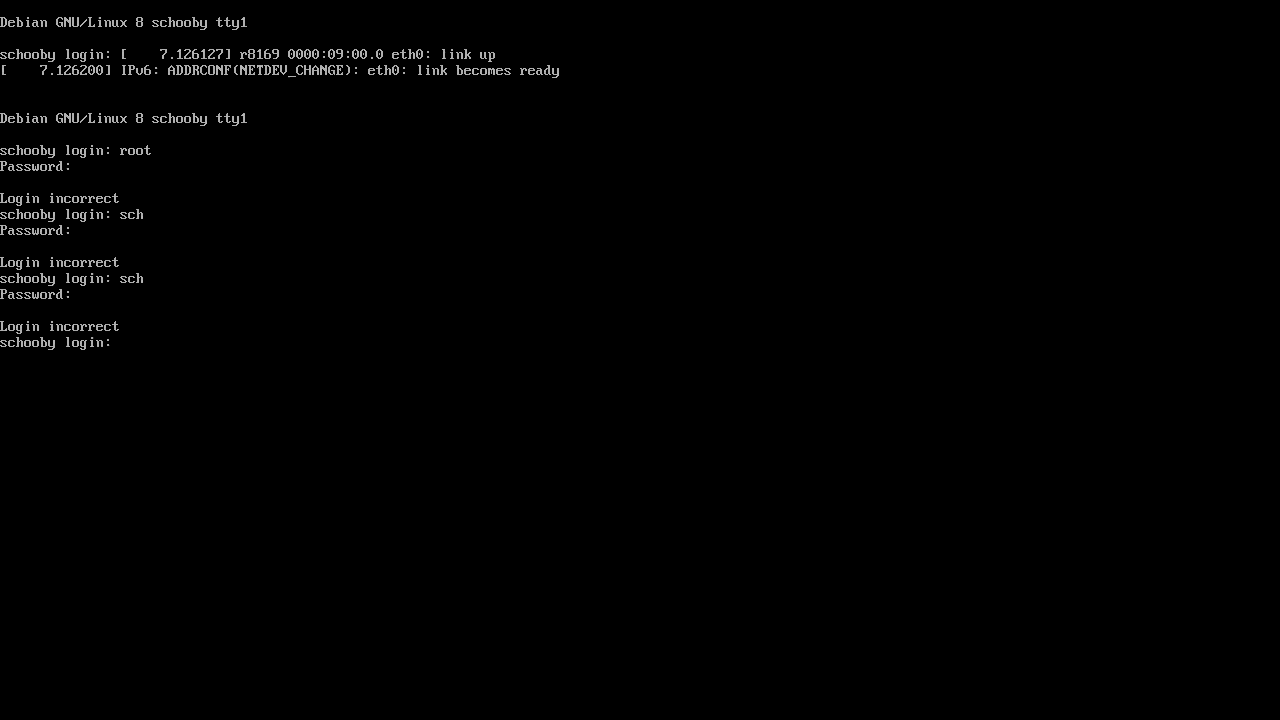 Debian GNU/Linux 8 schooby tty1
schooby login: [    7.126127] r8169 0000:09:00.0 eth0: link up
[    7.126200] IPv6: ADDRCONF(NETDEV_CHANGE): eth0: link becomes ready
Debian GNU/Linux 8 schooby tty1
schooby login: root
Password:
Login incorrect
schooby login: sch
Password:
Login incorrect
schooby login: sch
Password:
Login incorrect
schooby login: